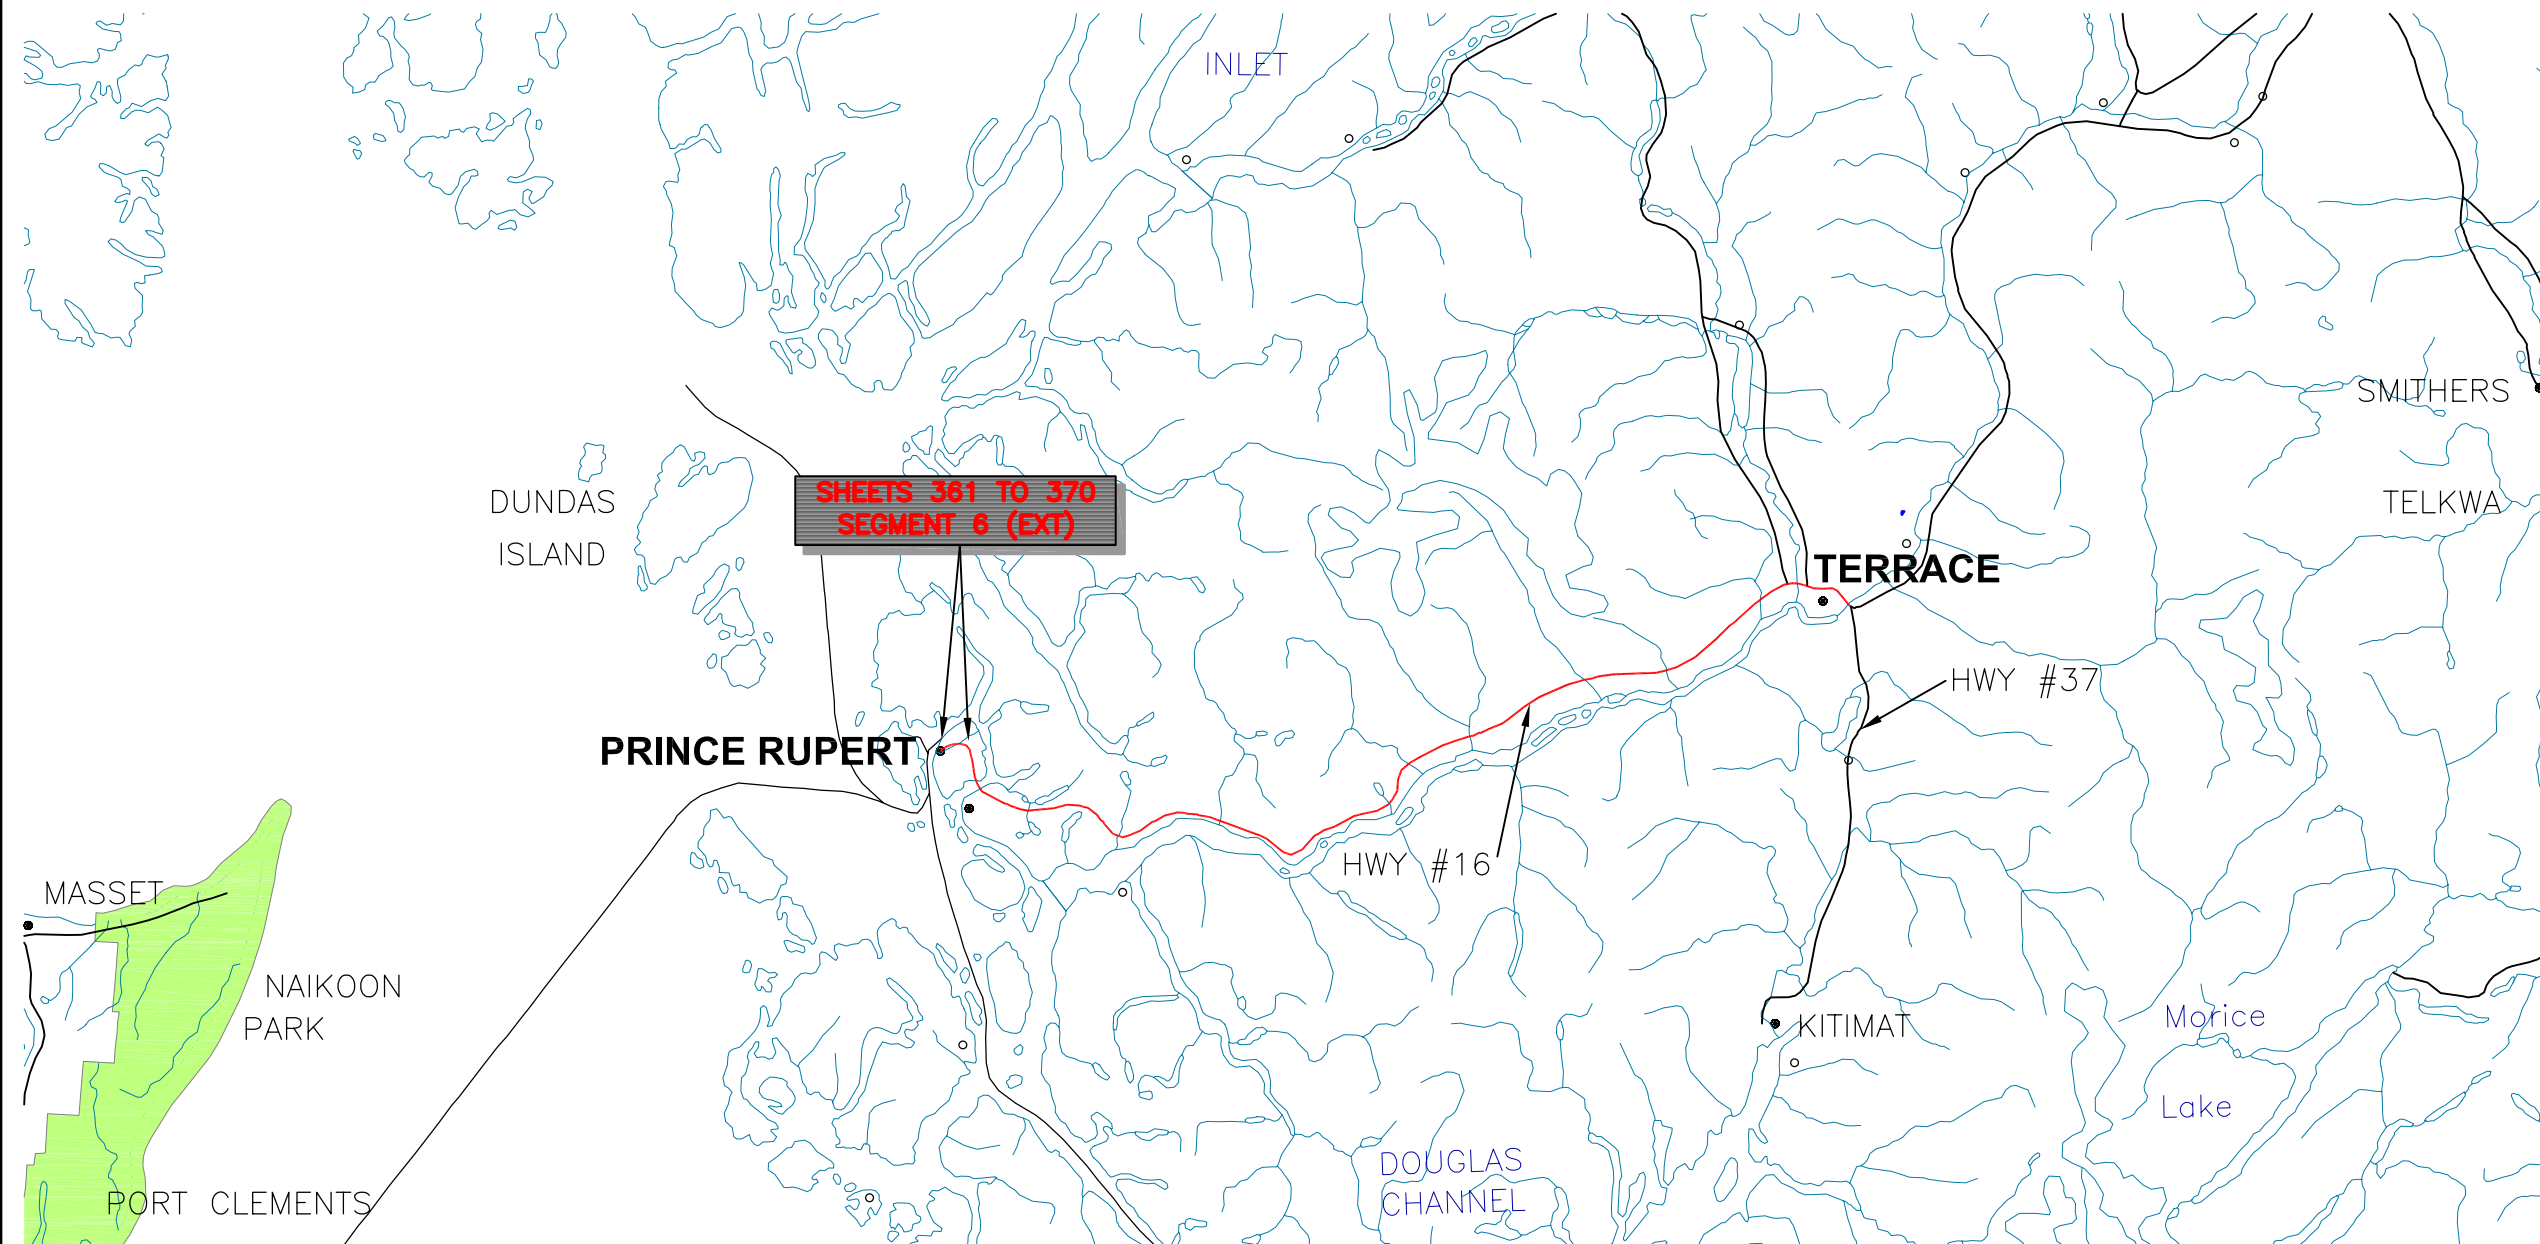 INLET
SMITHERS
SHEETS 361 TO 370
SEGMENT 6 (EXT)
DUNDAS
ISLAND
TELKWA
TERRACE
HWY #37
PRINCE RUPERT
HWY #16
MASSET
NAIKOON
PARK
Morice
Lake
KITIMAT
DOUGLAS
CHANNEL
PORT CLEMENTS